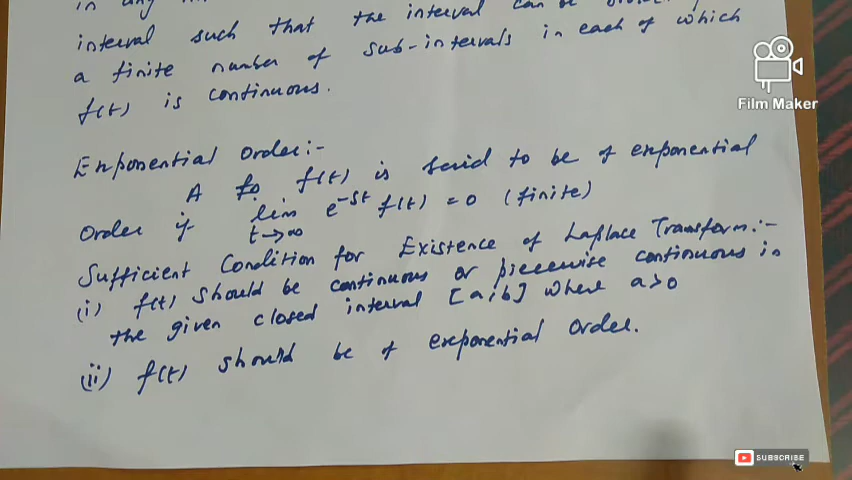 in any
interval such that the interval can be
a finite number of sub-intervals in each of which
f(t) is continuous.
Film Maker
Exponential Order:-
A fn f(t) is said to be of exponential
Order if lim t→∞ e^-st f(t) = 0 (finite)
Sufficient Condition for Existence of Laplace Transform:-
(i) f(t) should be continuous or piecewise continuous in
the given closed interval [a,b] where a>0
(ii) f(t) should be of exponential Order.
SUBSCRIBE